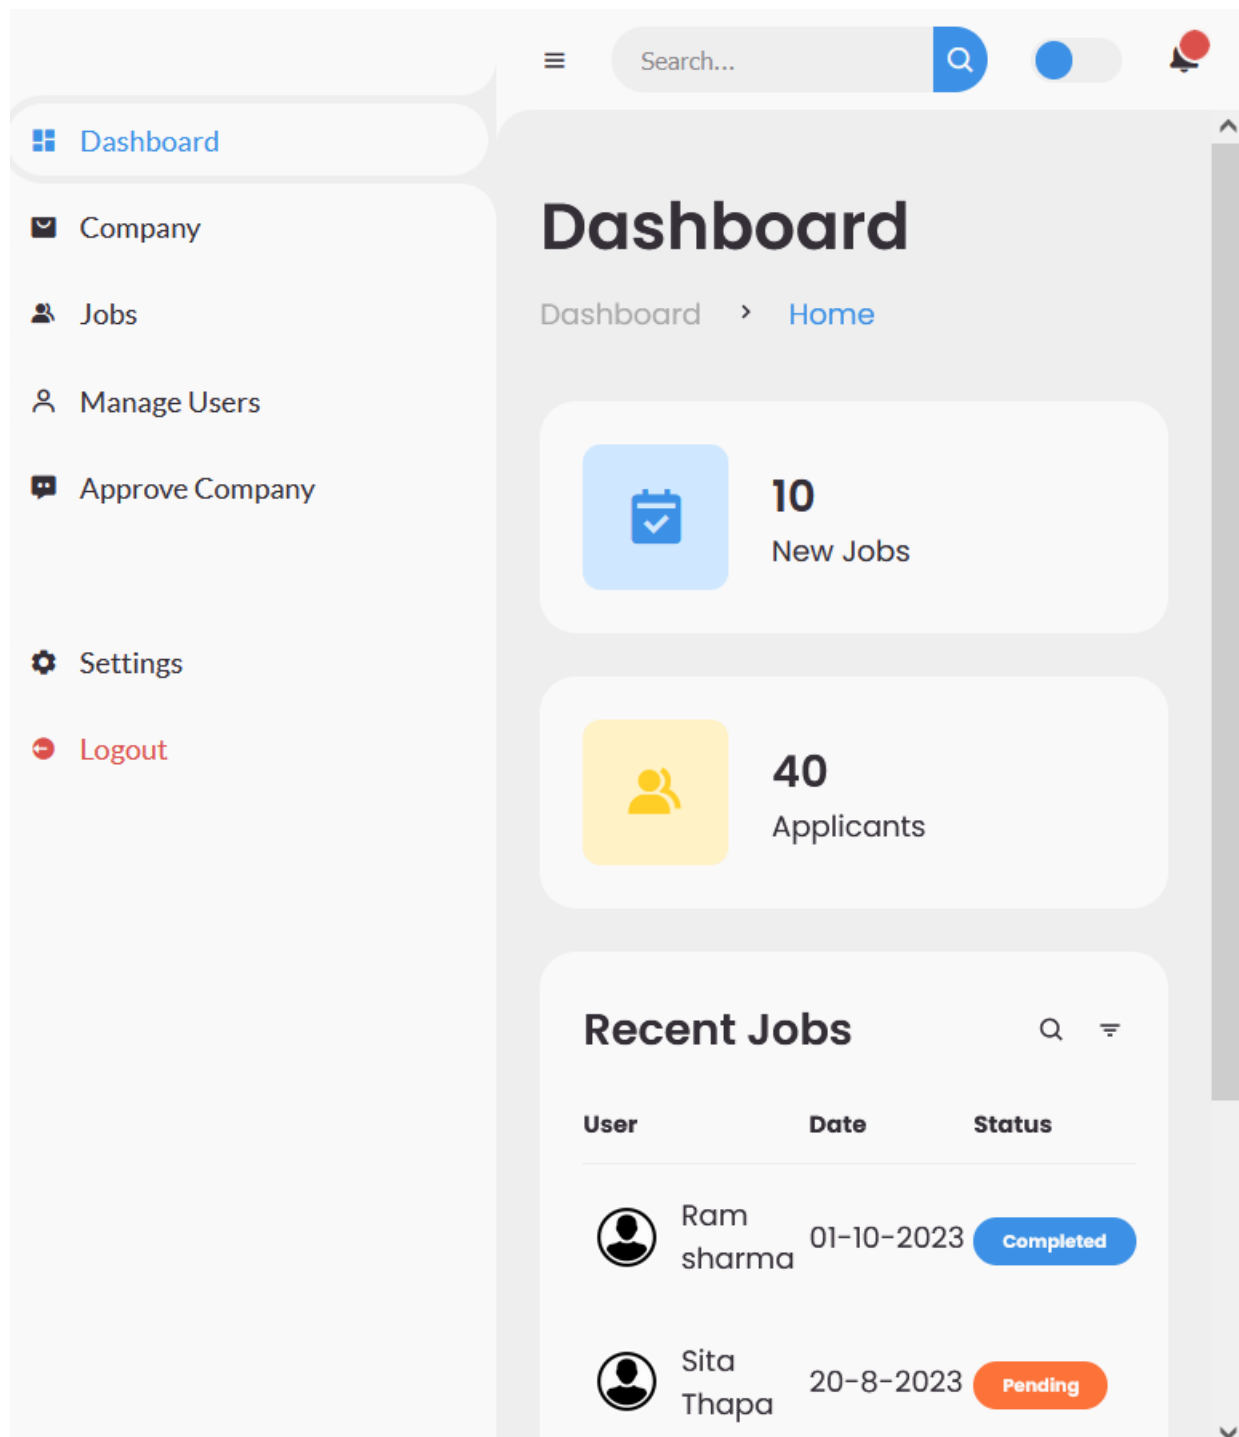 Search...
Dashboard
Company
Jobs
Manage Users
Approve Company
Settings
Logout
Dashboard
Dashboard > Home
10
New Jobs
40
Applicants
Recent Jobs
User Date Status
Ram
sharma 01-10-2023 Completed
Sita
Thapa 20-8-2023 Pending